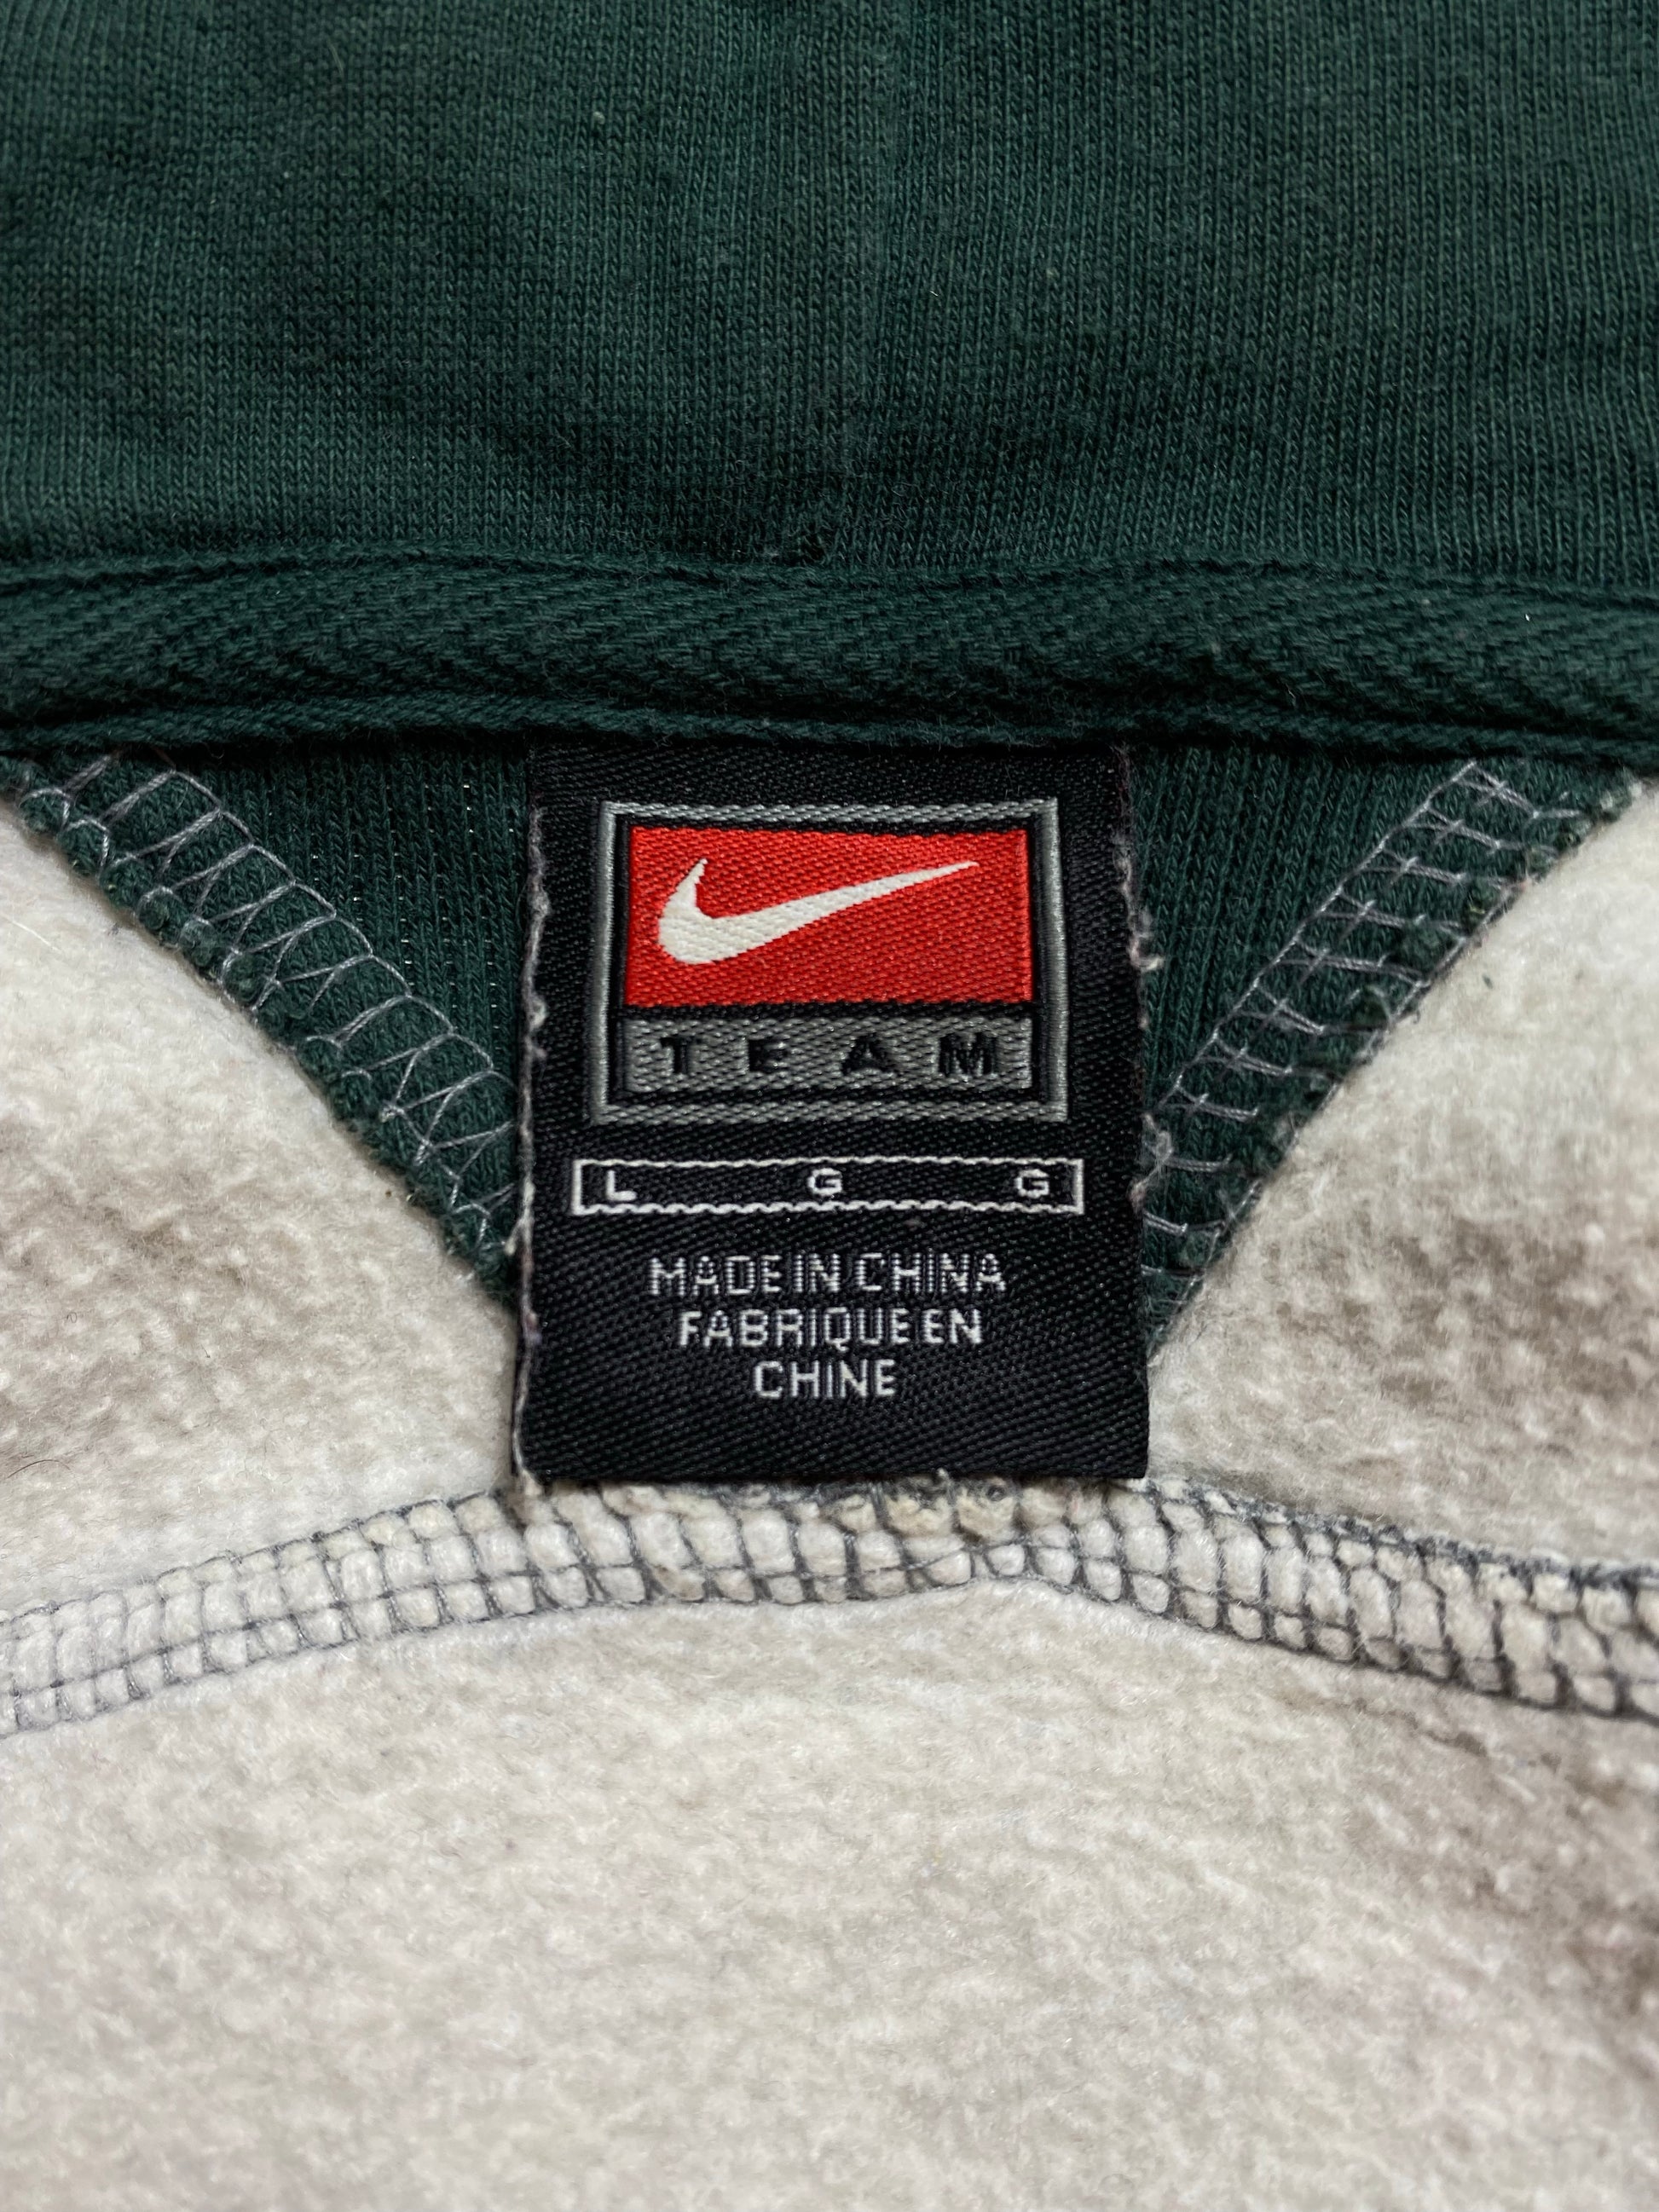 TEAM
L G G
MADE IN CHINA
FABRIQUE EN
CHINE